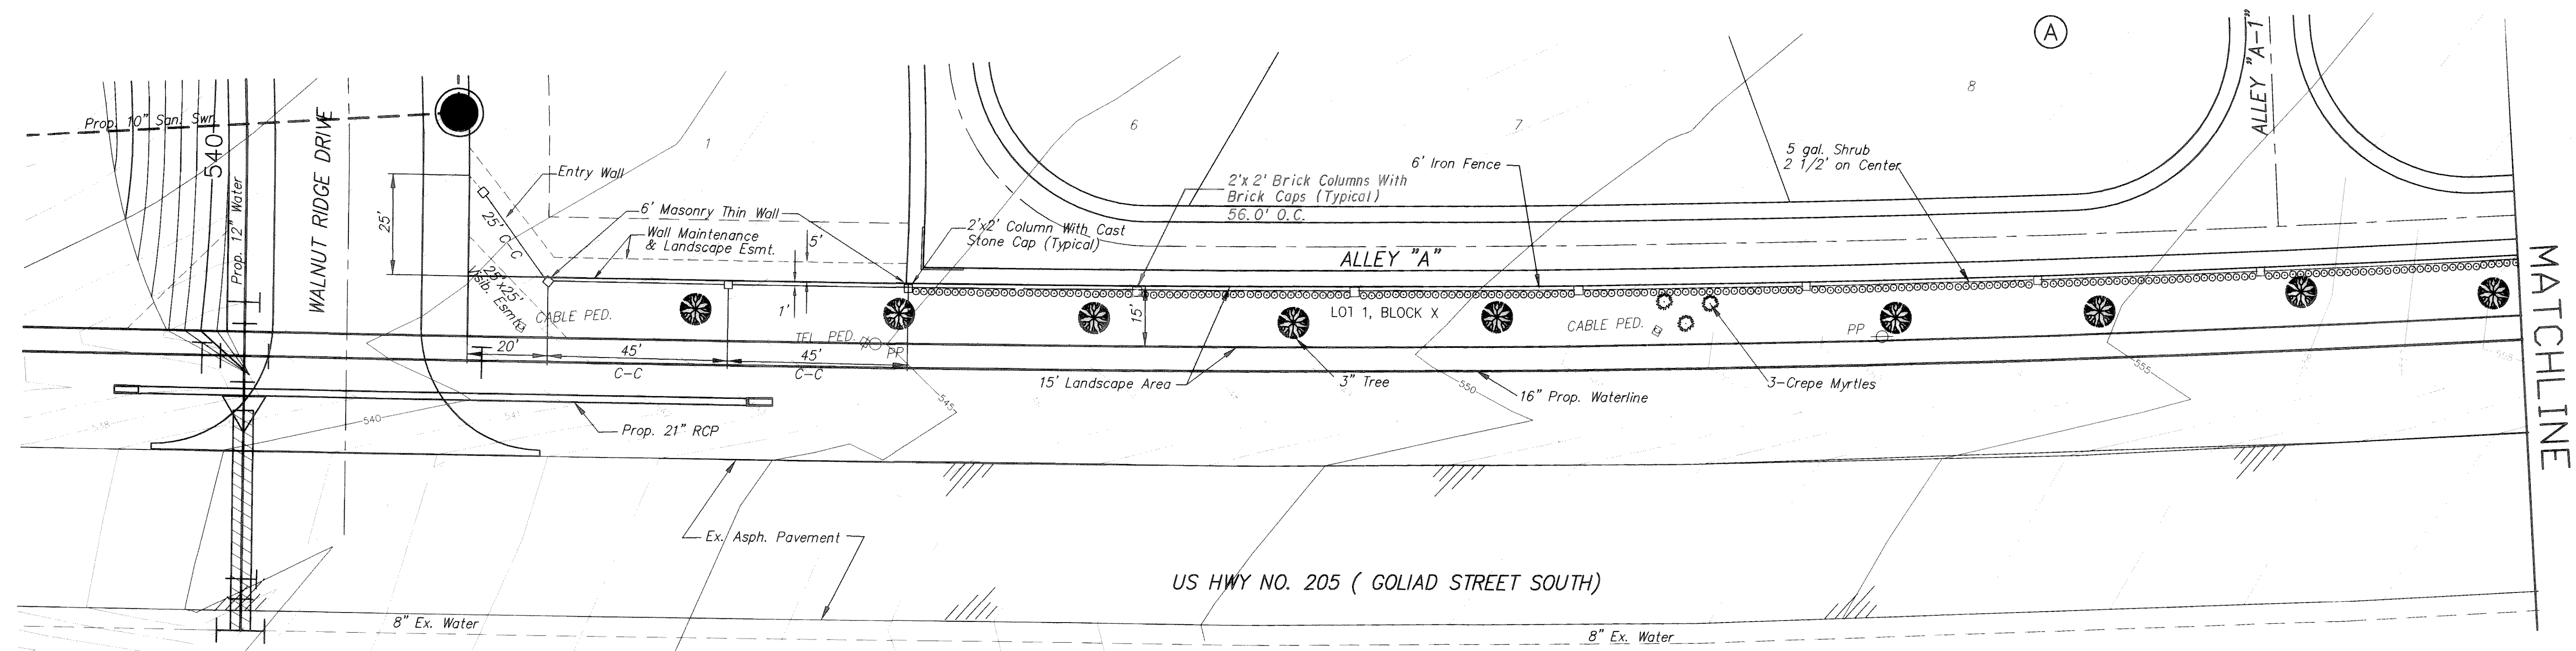 A
ALLEY "A-1"
Prop. 10" San. Swr.
540
Prop. 12" Water
WALNUT RIDGE DRIVE
1
6
7
8
Entry Wall
25'
25' C-C
6' Masonry Thin Wall
Wall Maintenance
& Landscape Esmt.
5'
2'x2' Column With Cast
Stone Cap (Typical)
2'x 2' Brick Columns With
Brick Caps (Typical)
56.0' O.C.
6' Iron Fence
5 gal. Shrub
2 1/2' on Center
ALLEY "A"
25'x25'
Visib. Esmt.
CABLE PED.
1'
TEL PED.
PP
15'
LOT 1, BLOCK X
CABLE PED.
PP
20'
45'
C-C
45'
C-C
15' Landscape Area
3" Tree
16" Prop. Waterline
3-Crepe Myrtles
538
540
541
545
550
555
Prop. 21" RCP
Ex. Asph. Pavement
US HWY NO. 205 ( GOLIAD STREET SOUTH)
8" Ex. Water
8" Ex. Water
MATCHLINE